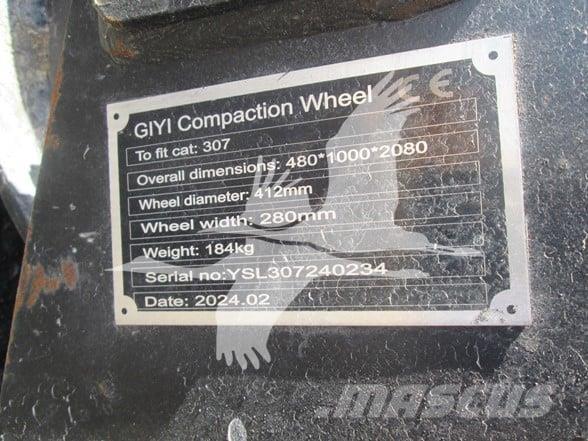 GIYI Compaction Wheel CE
To fit cat: 307
Overall dimensions: 480*1000*2080
Wheel diameter: 412mm
Wheel width: 280mm
Weight: 184kg
Serial no:YSL307240234
Date: 2024.02
MASCUS